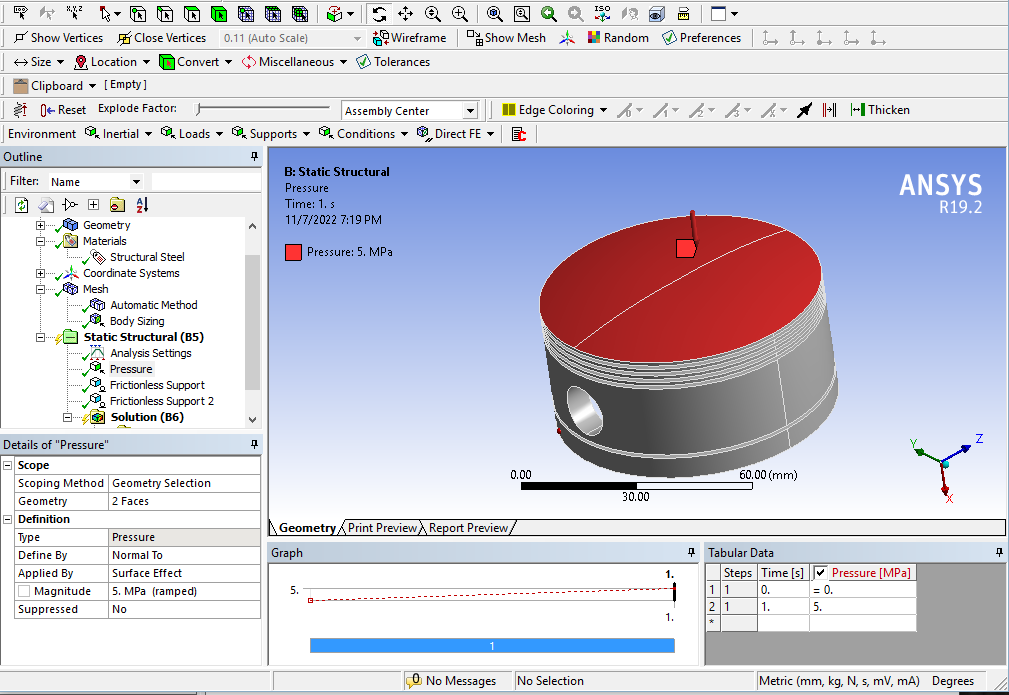 ISO
Show Vertices
Close Vertices
0.11 (Auto Scale)
Wireframe
Show Mesh
Random
Preferences
Size
Location
Convert
Miscellaneous
Tolerances
Clipboard
[ Empty ]
Reset
Explode Factor:
Assembly Center
Edge Coloring
Thicken
Environment
Inertial
Loads
Supports
Conditions
Direct FE
Outline
Filter: Name
Geometry
Materials
Structural Steel
Coordinate Systems
Mesh
Automatic Method
Body Sizing
Static Structural (B5)
Analysis Settings
Pressure
Frictionless Support
Frictionless Support 2
Solution (B6)
Details of "Pressure"
Scope
Scoping Method Geometry Selection
Geometry 2 Faces
Definition
Type Pressure
Define By Normal To
Applied By Surface Effect
Magnitude 5. MPa (ramped)
Suppressed No
B: Static Structural
Pressure
Time: 1. s
11/7/2022 7:19 PM
Pressure: 5. MPa
ANSYS
R19.2
0.00
60.00 (mm)
30.00
Y
Z
X
Geometry
Print Preview
Report Preview
Graph
1.
5.
1.
1
Tabular Data
Steps Time [s] Pressure [MPa]
1 1 0. = 0.
2 1 1. 5.
*
No Messages
No Selection
Metric (mm, kg, N, s, mV, mA)
Degrees